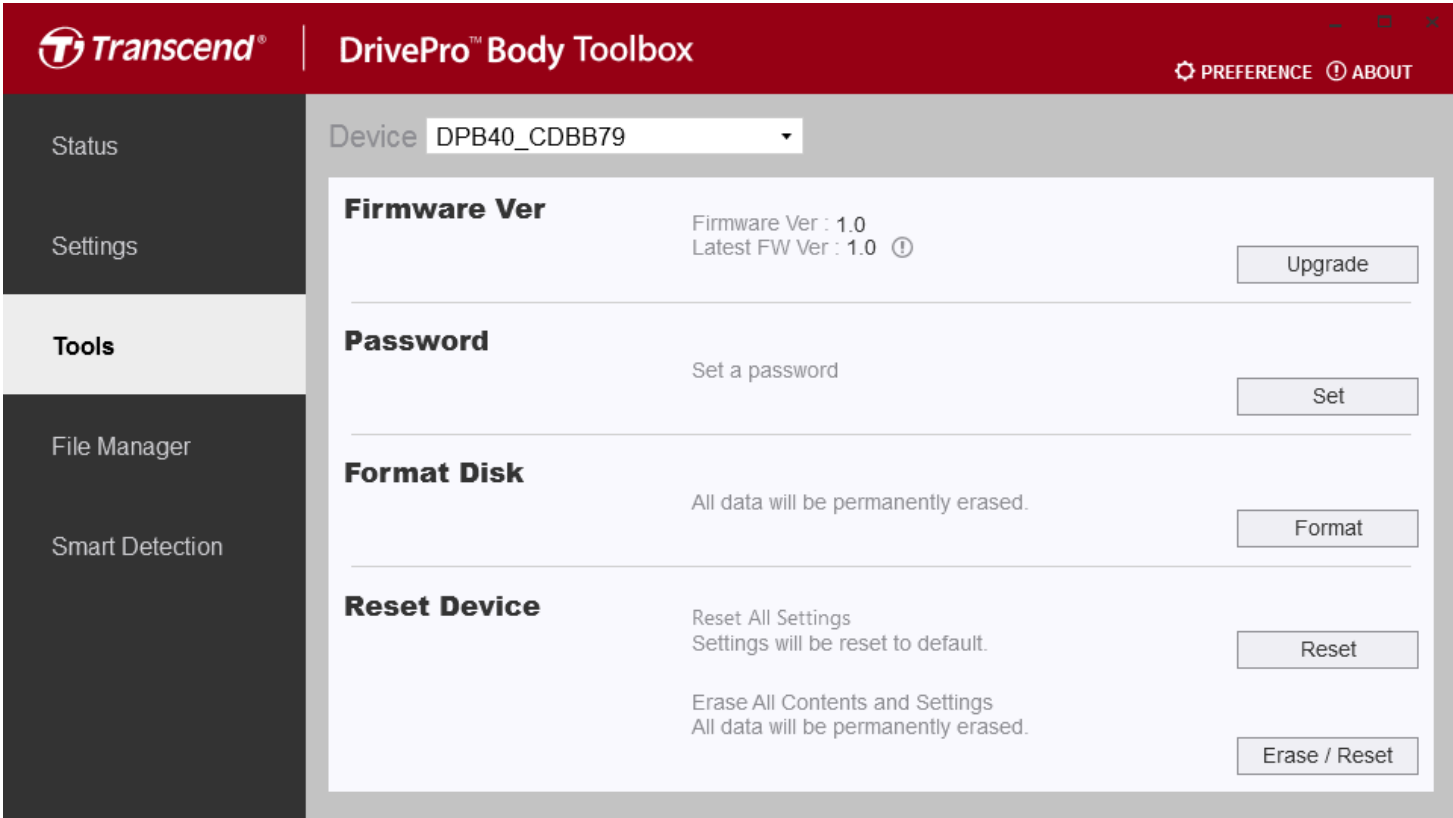 Transcend®
DrivePro™ Body Toolbox
PREFERENCE
ABOUT
Status
Settings
Tools
File Manager
Smart Detection
Device DPB40_CDBB79
Firmware Ver
Firmware Ver : 1.0
Latest FW Ver : 1.0
Upgrade
Password
Set a password
Set
Format Disk
All data will be permanently erased.
Format
Reset Device
Reset All Settings
Settings will be reset to default.
Reset
Erase All Contents and Settings
All data will be permanently erased.
Erase / Reset